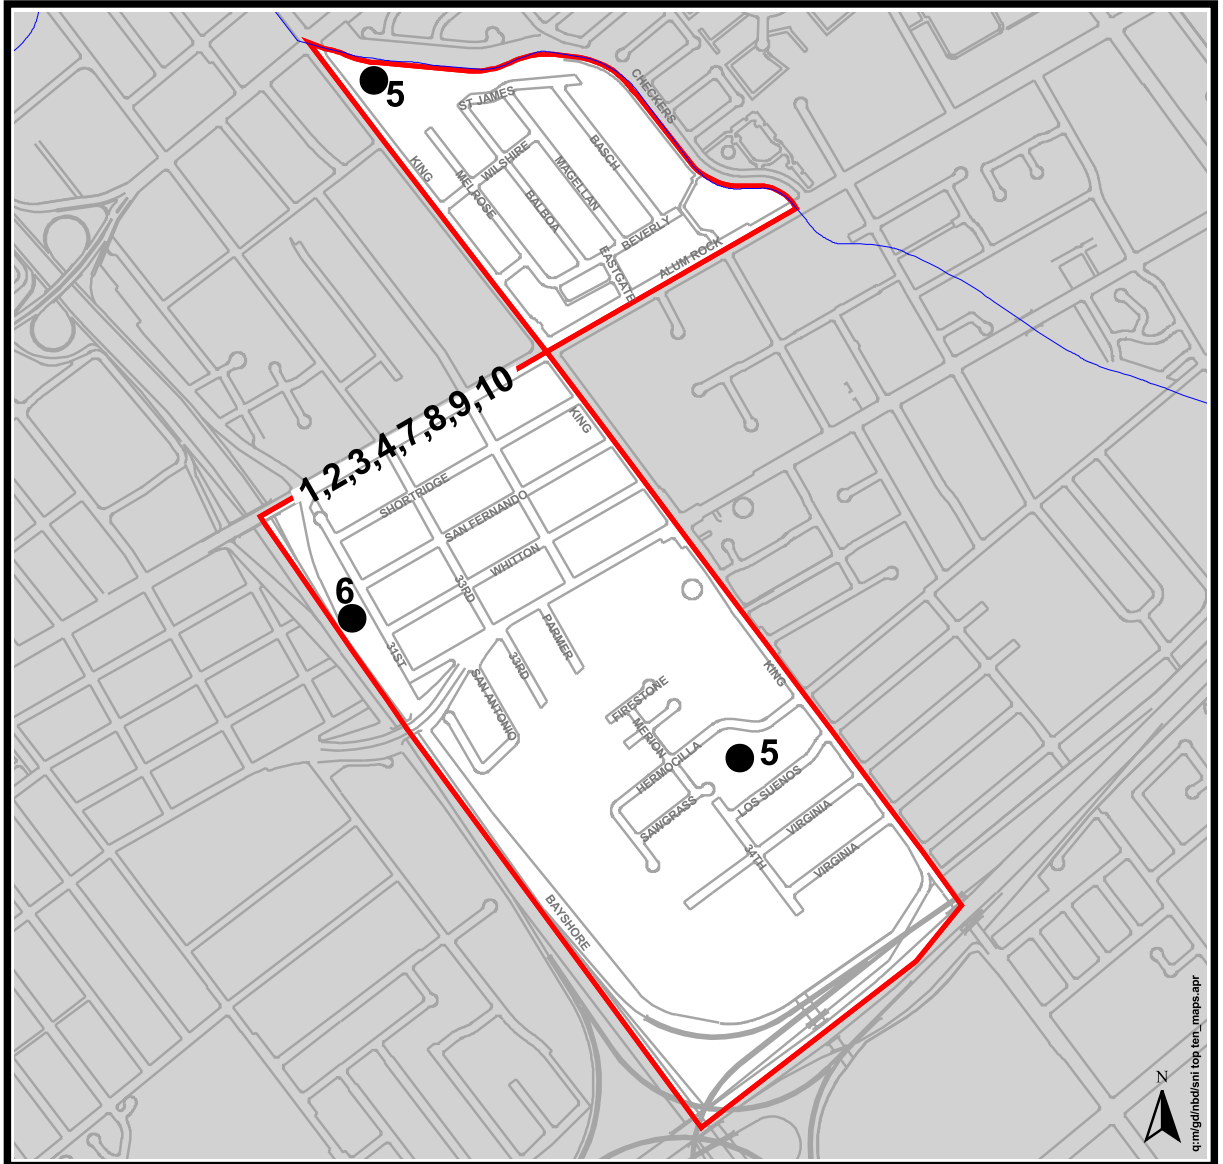 CHECKERS
5
ST JAMES
KING
WILSHIRE
BASCH
MELROSE
MAGELLAN
BALBOA
BEVERLY
EASTGATE
ALUM ROCK
1,2,3,4,7,8,9,10
KING
SHORTRIDGE
SAN FERNANDO
WHITTON
33RD
6
31ST
PARMER
33RD
SAN ANTONIO
KING
FIRESTONE
MERION
HERMOCILLA
5
LOS SUENOS
SAWGRASS
VIRGINIA
34TH
VIRGINIA
BAYSHORE
N
q:m/gd/nbd/sni top ten_maps.apr